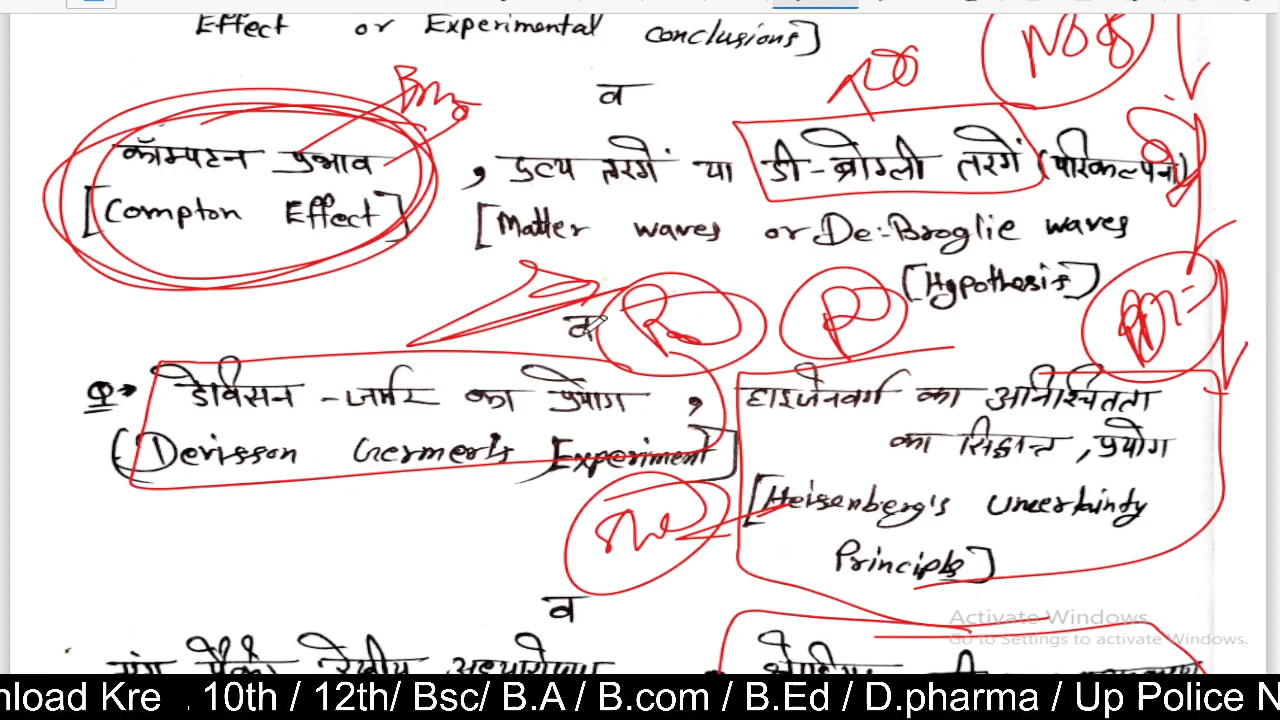 Effect or Experimental conclusions]
व
कॉम्पटन प्रभाव , द्रव्य तरंगें या डी-ब्रोग्ली तरंगें (परिकल्पना)
[Compton Effect] [Matter waves or De-Broglie waves
(Hypothesis)
व
डेविसन -जर्मर का प्रयोग , हाइजेनवर्ग का अनिश्चितता
का सिद्धान्त , प्रयोग
(Devisson Germer's Experiment] [Heisenberg's Uncertainty
Principle]
व
Activate Windows
Go to Settings to activate Windows.
nload Kre . 10th / 12th/ Bsc/ B.A / B.com / B.Ed / D.pharma / Up Police N